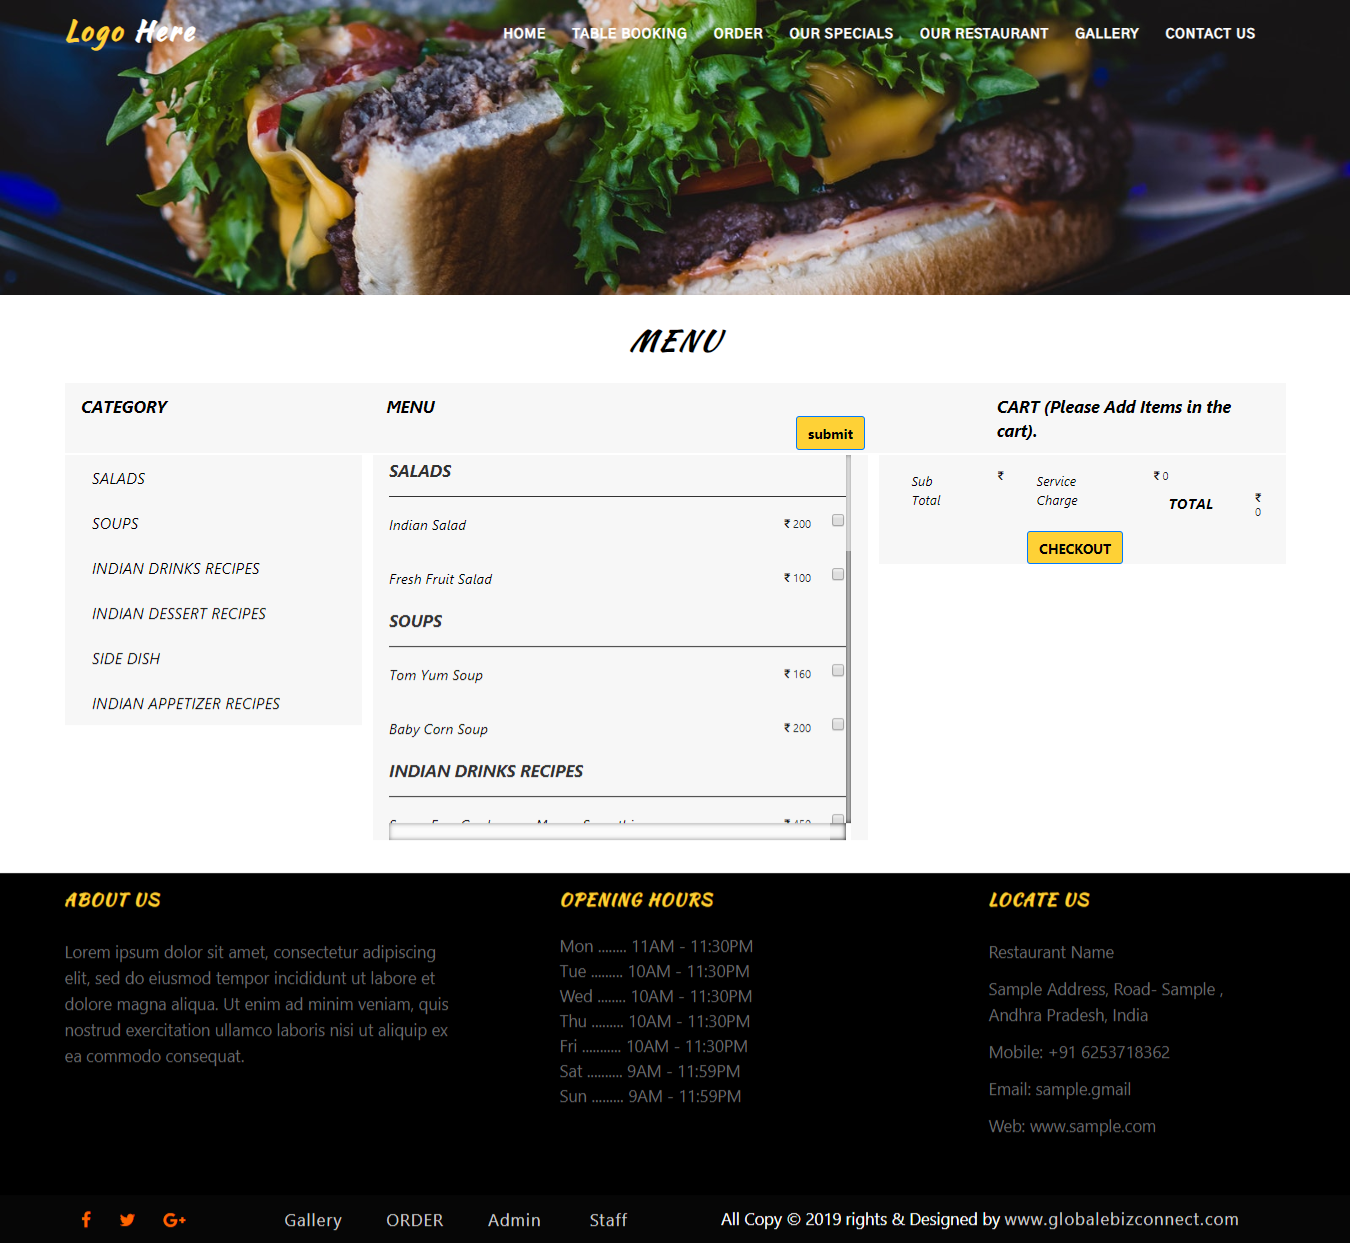 Logo Here
HOME TABLE BOOKING ORDER OUR SPECIALS OUR RESTAURANT GALLERY CONTACT US
MENU
CATEGORY
MENU
submit
CART (Please Add Items in the
cart).
SALADS
SOUPS
INDIAN DRINKS RECIPES
INDIAN DESSERT RECIPES
SIDE DISH
INDIAN APPETIZER RECIPES
SALADS
Indian Salad ₹ 200
Fresh Fruit Salad ₹ 100
SOUPS
Tom Yum Soup ₹ 160
Baby Corn Soup ₹ 200
INDIAN DRINKS RECIPES
Sub
Total
₹
Service
Charge
₹ 0
TOTAL
₹
0
CHECKOUT
ABOUT US
Lorem ipsum dolor sit amet, consectetur adipiscing
elit, sed do eiusmod tempor incididunt ut labore et
dolore magna aliqua. Ut enim ad minim veniam, quis
nostrud exercitation ullamco laboris nisi ut aliquip ex
ea commodo consequat.
OPENING HOURS
Mon ........ 11AM - 11:30PM
Tue ......... 10AM - 11:30PM
Wed ........ 10AM - 11:30PM
Thu ......... 10AM - 11:30PM
Fri ........... 10AM - 11:30PM
Sat .......... 9AM - 11:59PM
Sun ......... 9AM - 11:59PM
LOCATE US
Restaurant Name
Sample Address, Road- Sample ,
Andhra Pradesh, India
Mobile: +91 6253718362
Email: sample.gmail
Web: www.sample.com
Gallery ORDER Admin Staff
All Copy © 2019 rights & Designed by www.globalebizconnect.com